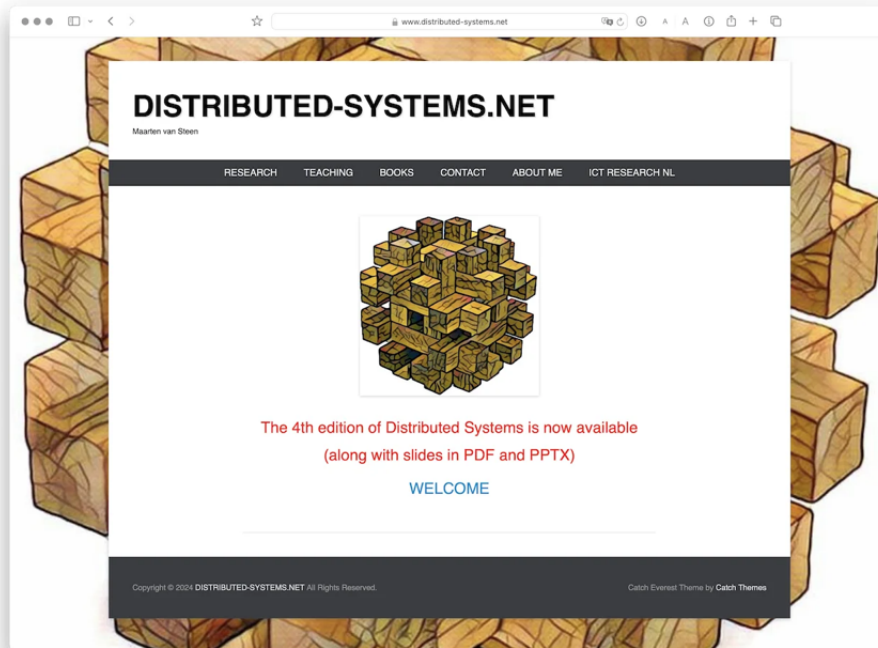 www.distributed-systems.net
A A
DISTRIBUTED-SYSTEMS.NET
Maarten van Steen
RESEARCH TEACHING BOOKS CONTACT ABOUT ME ICT RESEARCH NL
The 4th edition of Distributed Systems is now available
(along with slides in PDF and PPTX)
WELCOME
Copyright © 2024 DISTRIBUTED-SYSTEMS.NET All Rights Reserved. Catch Everest Theme by Catch Themes